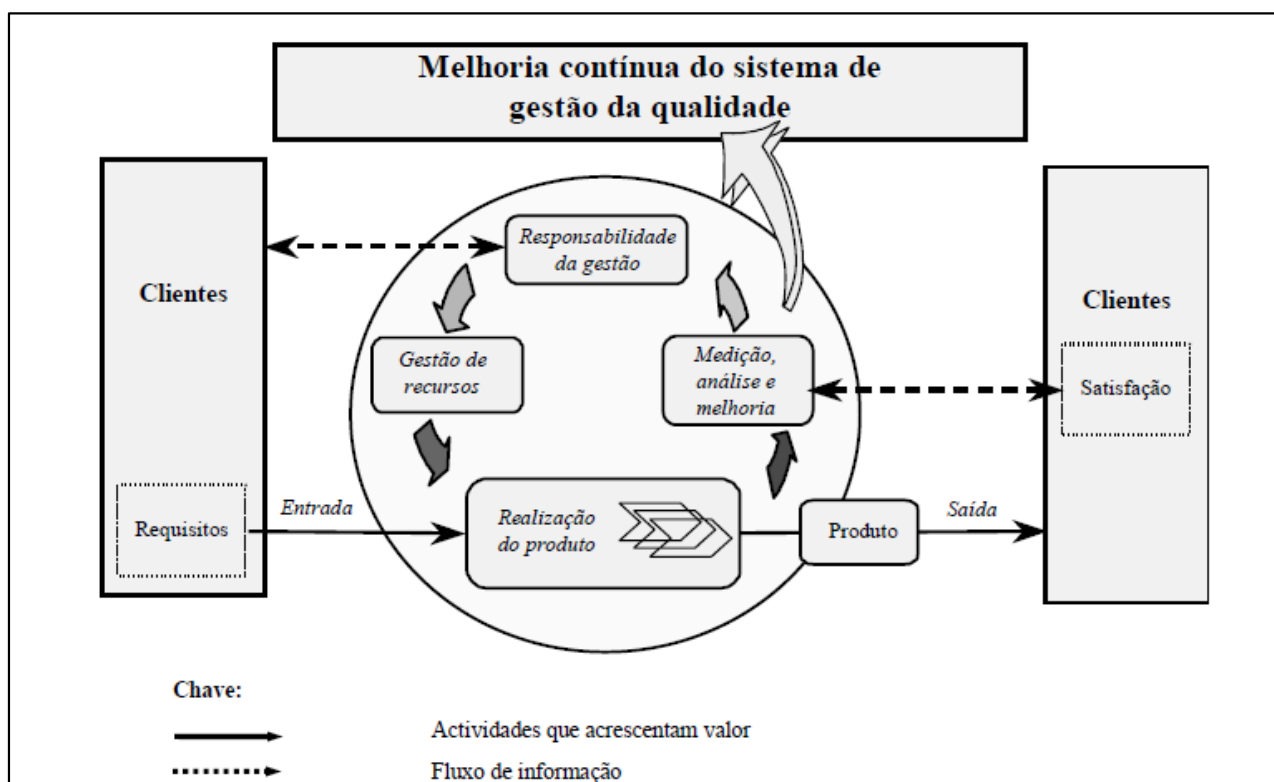 Melhoria contínua do sistema de
gestão da qualidade
Clientes
Responsabilidade
da gestão
Clientes
Gestão de
recursos
Medição,
análise e
melhoria
Satisfação
Requisitos
Entrada
Realização
do produto
Produto
Saída
Chave:
Actividades que acrescentam valor
Fluxo de informação